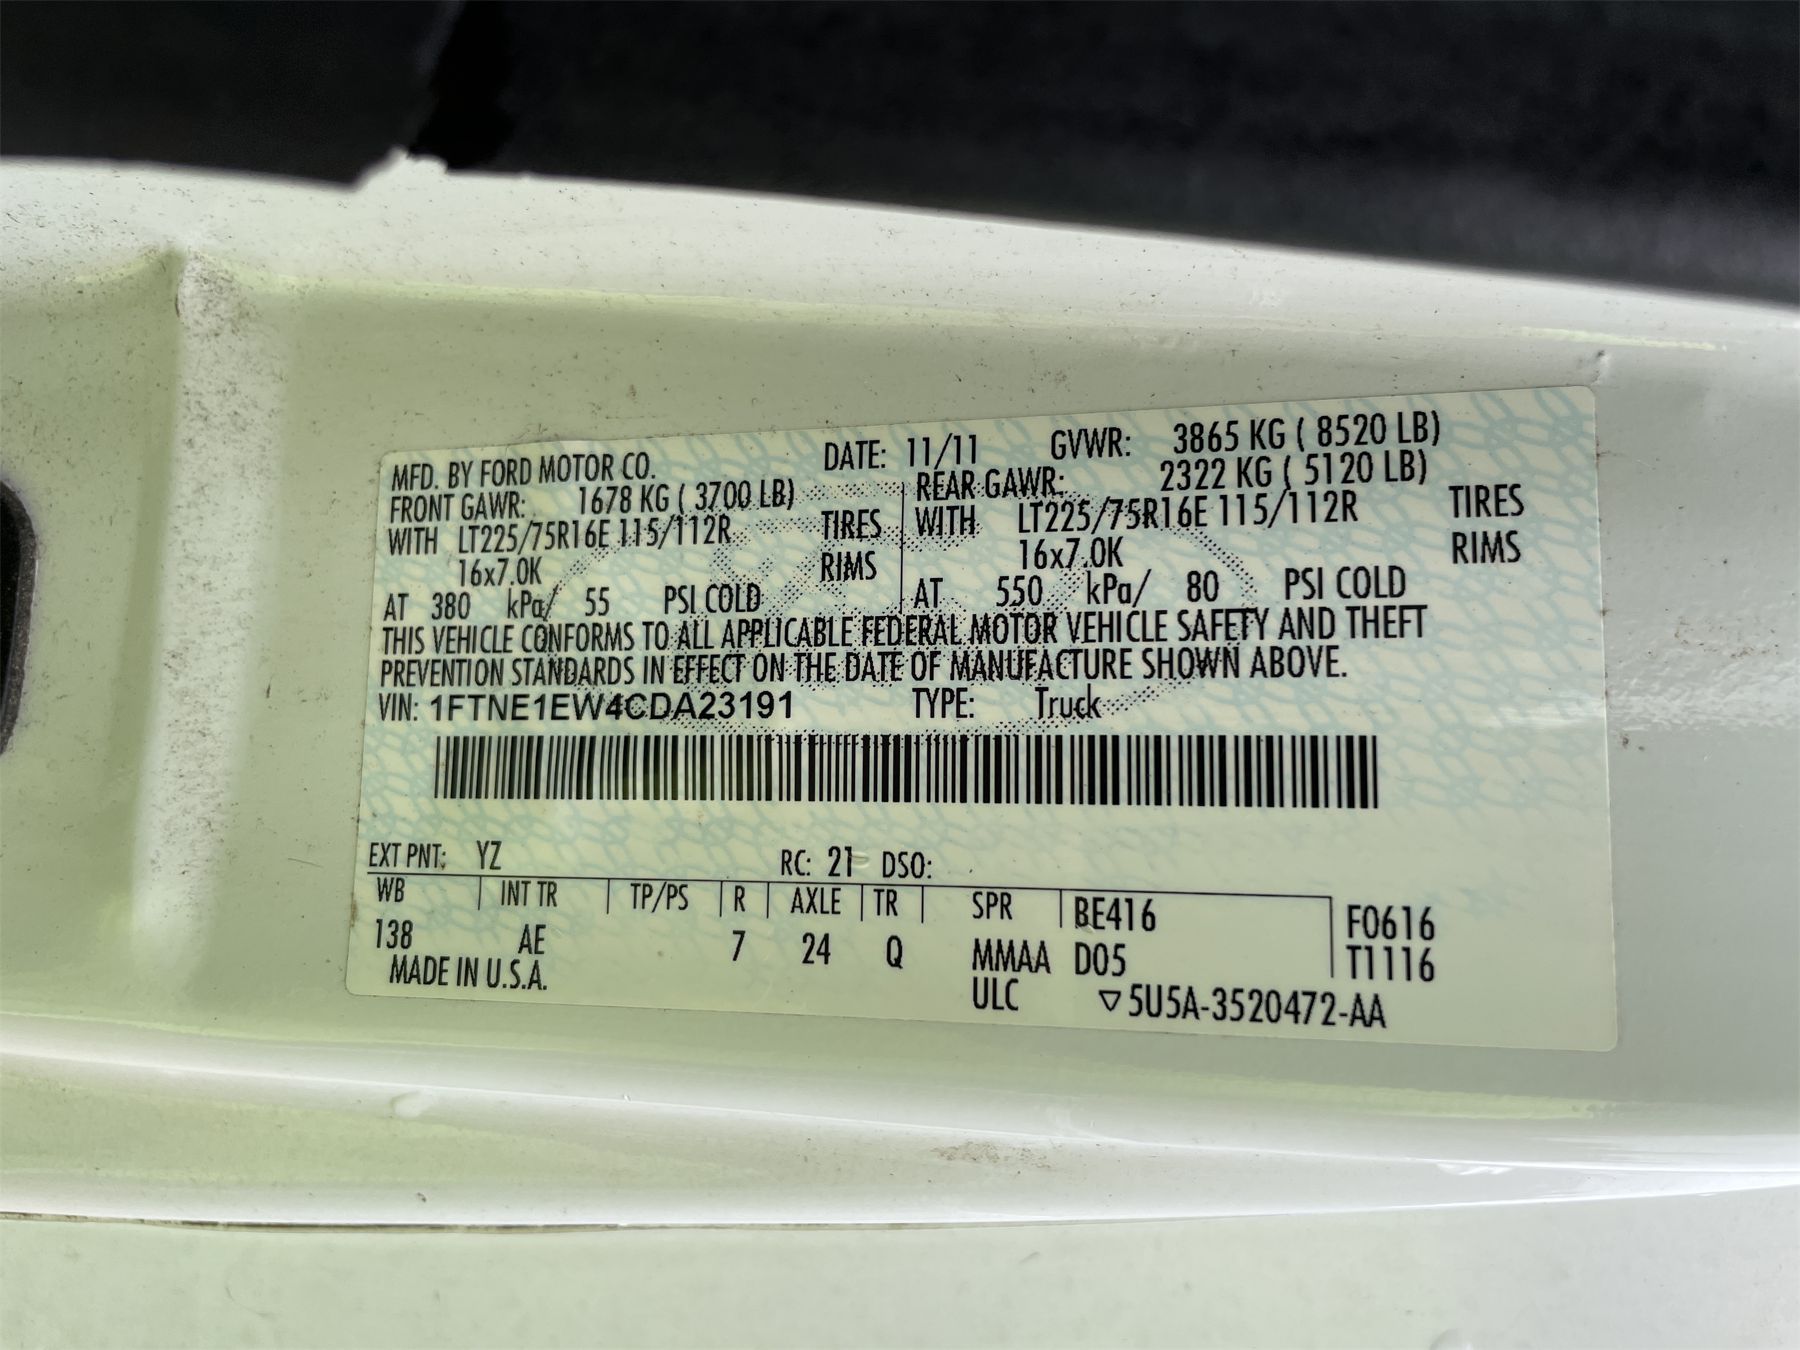 MFD. BY FORD MOTOR CO. DATE: 11/11 GVWR: 3865 KG ( 8520 LB)
FRONT GAWR: 1678 KG ( 3700 LB) REAR GAWR: 2322 KG ( 5120 LB)
WITH LT225/75R16E 115/112R TIRES WITH LT225/75R16E 115/112R TIRES
16x7.0K RIMS 16x7.0K RIMS
AT 380 kPa/ 55 PSI COLD AT 550 kPa/ 80 PSI COLD
THIS VEHICLE CONFORMS TO ALL APPLICABLE FEDERAL MOTOR VEHICLE SAFETY AND THEFT
PREVENTION STANDARDS IN EFFECT ON THE DATE OF MANUFACTURE SHOWN ABOVE.
VIN: 1FTNE1EW4CDA23191 TYPE: Truck
EXT PNT: YZ RC: 21 DSO:
WB INT TR TP/PS R AXLE TR SPR BE416 F0616
138 AE 7 24 Q MMAA D05 T1116
MADE IN U.S.A. ULC ▽5U5A-3520472-AA